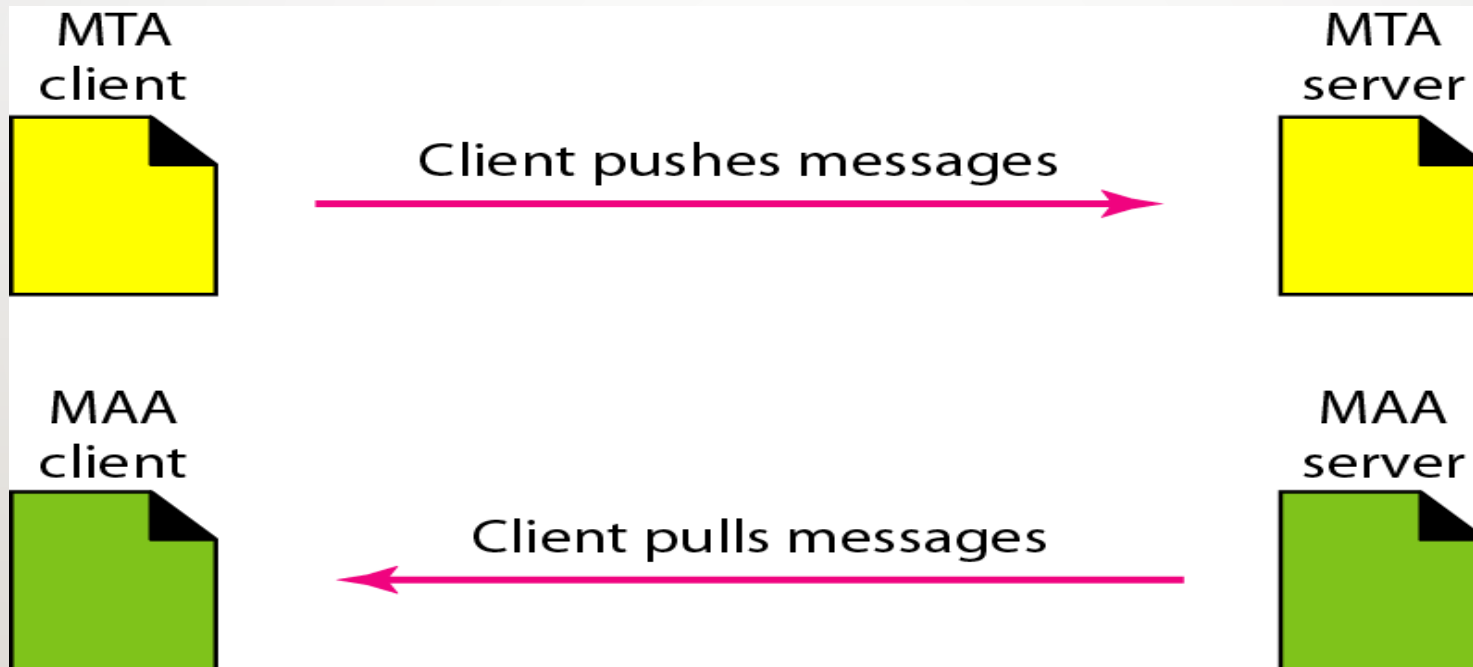 MTA
client
MTA
server
Client pushes messages
MAA
client
MAA
server
Client pulls messages